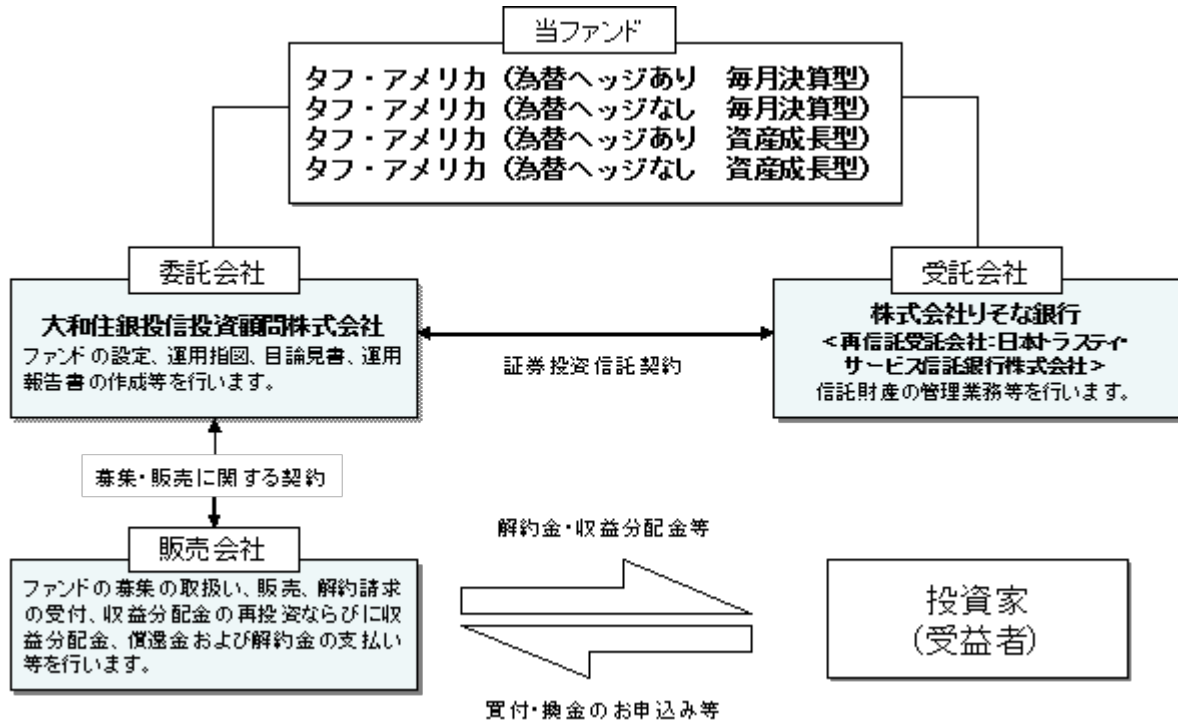 当ファンド
タフ・アメリカ（為替ヘッジあり　毎月決算型）
タフ・アメリカ（為替ヘッジなし　毎月決算型）
タフ・アメリカ（為替ヘッジあり　資産成長型）
タフ・アメリカ（為替ヘッジなし　資産成長型）
委託会社
大和住銀投信投資顧問株式会社
ファンドの設定、運用指図、目論見書、運用
報告書の作成等を行います。
証券投資信託契約
受託会社
株式会社りそな銀行
＜再信託受託会社：日本トラスティ・
サービス信託銀行株式会社＞
信託財産の管理業務等を行います。
募集・販売に関する契約
販売会社
ファンドの募集の取扱い、販売、解約請求
の受付、収益分配金の再投資ならびに収
益分配金、償還金および解約金の支払い
等を行います。
解約金・収益分配金等
買付・換金のお申込み等
投資家
（受益者）